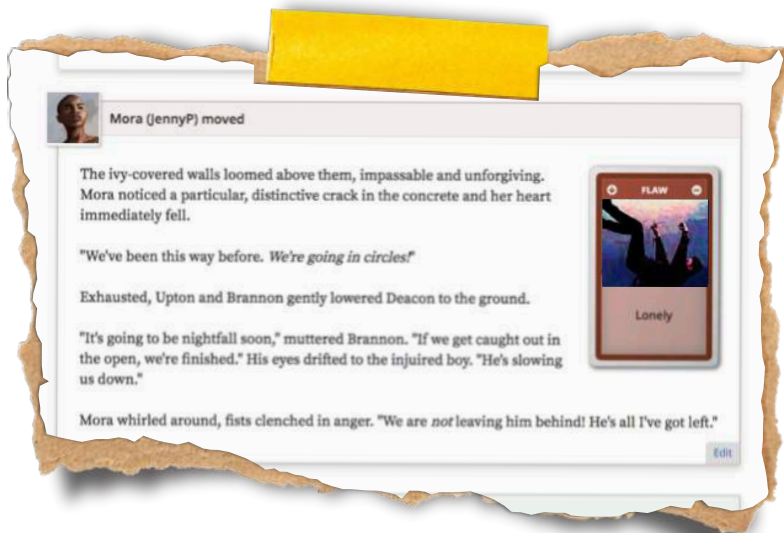 Mora (JennyP) moved
The ivy-covered walls loomed above them, impassable and unforgiving.
Mora noticed a particular, distinctive crack in the concrete and her heart
immediately fell.
"We've been this way before. We're going in circles!"
Exhausted, Upton and Brannon gently lowered Deacon to the ground.
"It's going to be nightfall soon," muttered Brannon. "If we get caught out in
the open, we're finished." His eyes drifted to the injuired boy. "He's slowing
us down."
Mora whirled around, fists clenched in anger. "We are not leaving him behind! He's all I've got left."
FLAW
Lonely
Edit